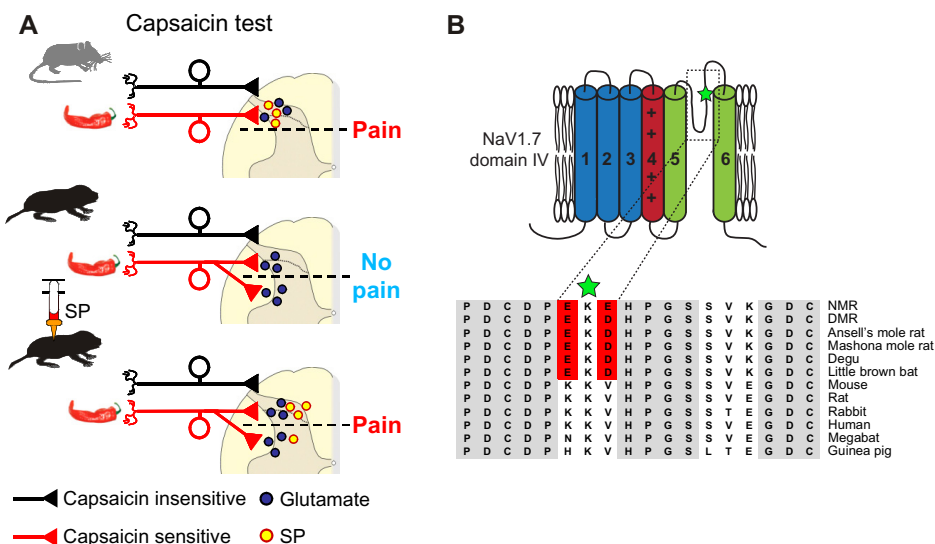 A
Capsaicin test
Pain
No
pain
SP
Pain
Capsaicin insensitive
Glutamate
Capsaicin sensitive
SP
B
NaV1.7
domain IV
1 2 3 4 5 6
+
+
+
+
P D C D P E K E H P G S S V K G D C NMR
P D C D P E K D H P G S S V K G D C DMR
P D C D P E K D H P G S S V K G D C Ansell's mole rat
P D C D P E K D H P G S S V K G D C Mashona mole rat
P D C D P E K D H P G S S V K G D C Degu
P D C D P E K D H P G S S V K G D C Little brown bat
P D C D P K K V H P G S S V E G D C Mouse
P D C D P K K V H P G S S V E G D C Rat
P D C D P K K V H P G S S T E G D C Rabbit
P D C D P K K V H P G S S V E G D C Human
P D C D P N K V H P G S S V E G D C Megabat
P D C D P H K V H P G S L T E G D C Guinea pig